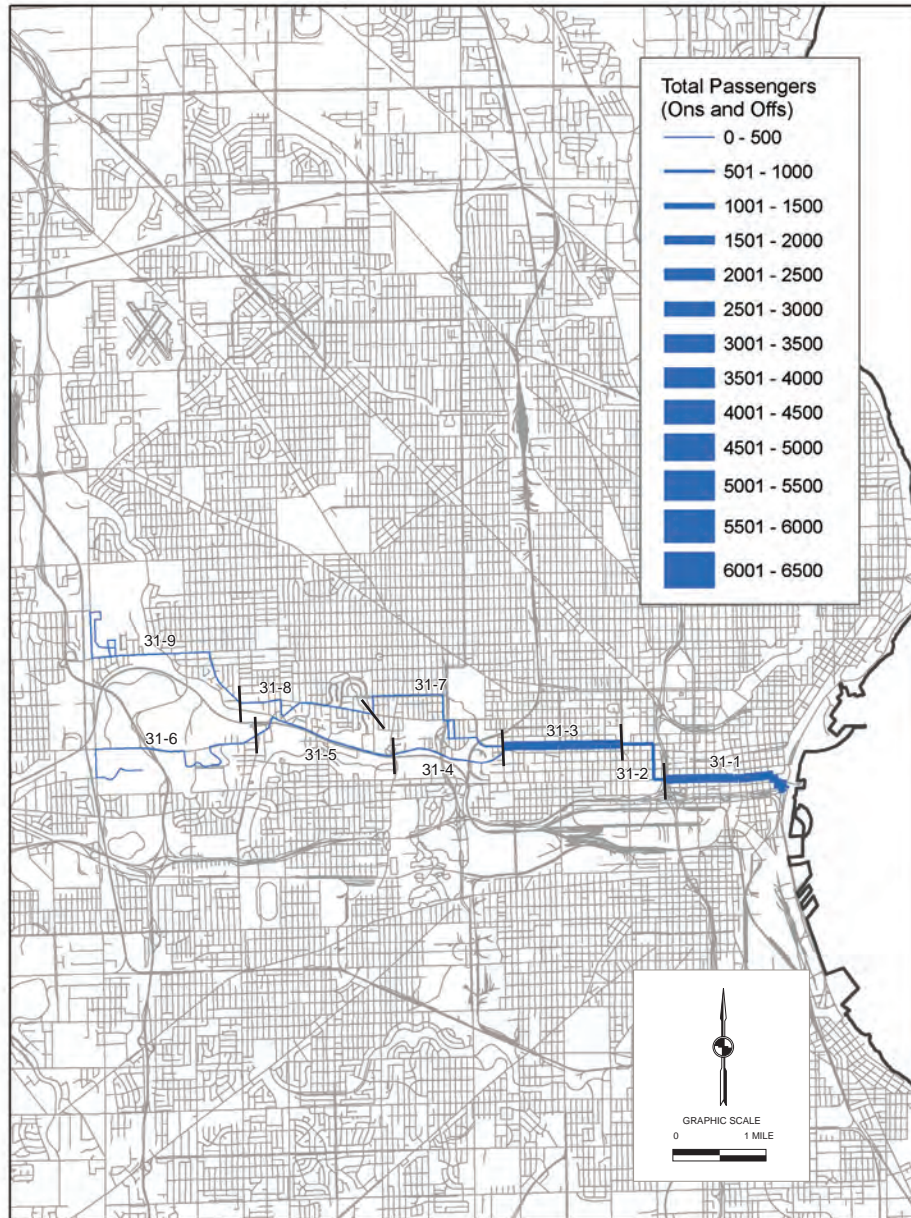 Total Passengers
(Ons and Offs)
0 - 500
501 - 1000
1001 - 1500
1501 - 2000
2001 - 2500
2501 - 3000
3001 - 3500
3501 - 4000
4001 - 4500
4501 - 5000
5001 - 5500
5501 - 6000
6001 - 6500
31-9
31-8
31-7
31-6
31-5
31-4
31-3
31-2
31-1
GRAPHIC SCALE
0 1 MILE